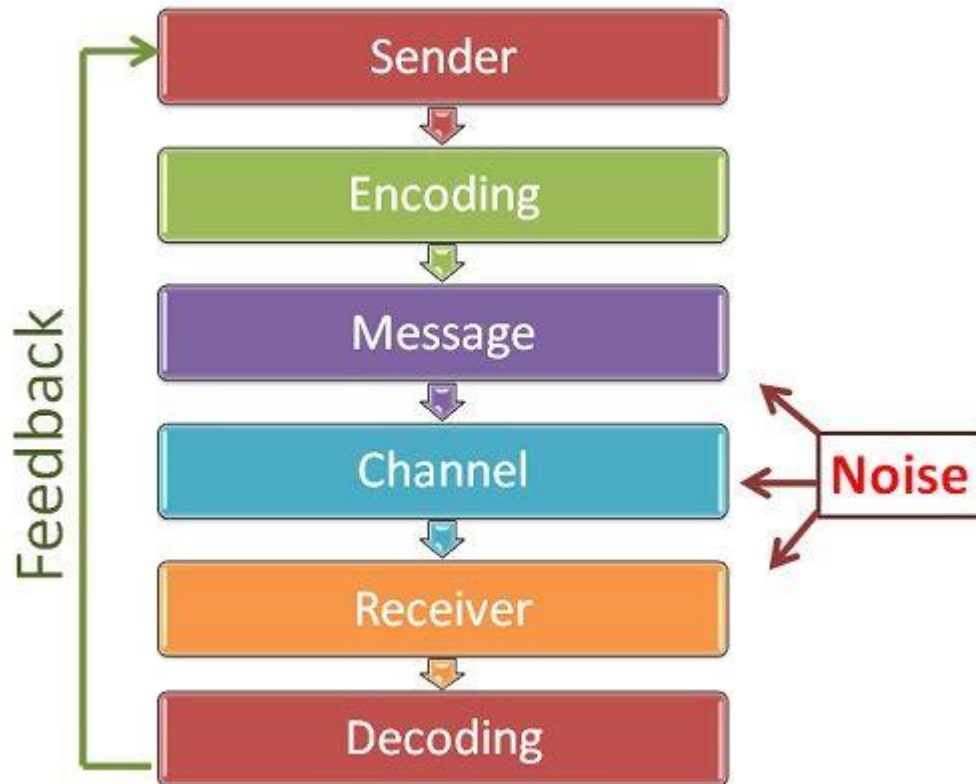 Sender
Encoding
Message
Channel
Receiver
Decoding
Feedback
Noise